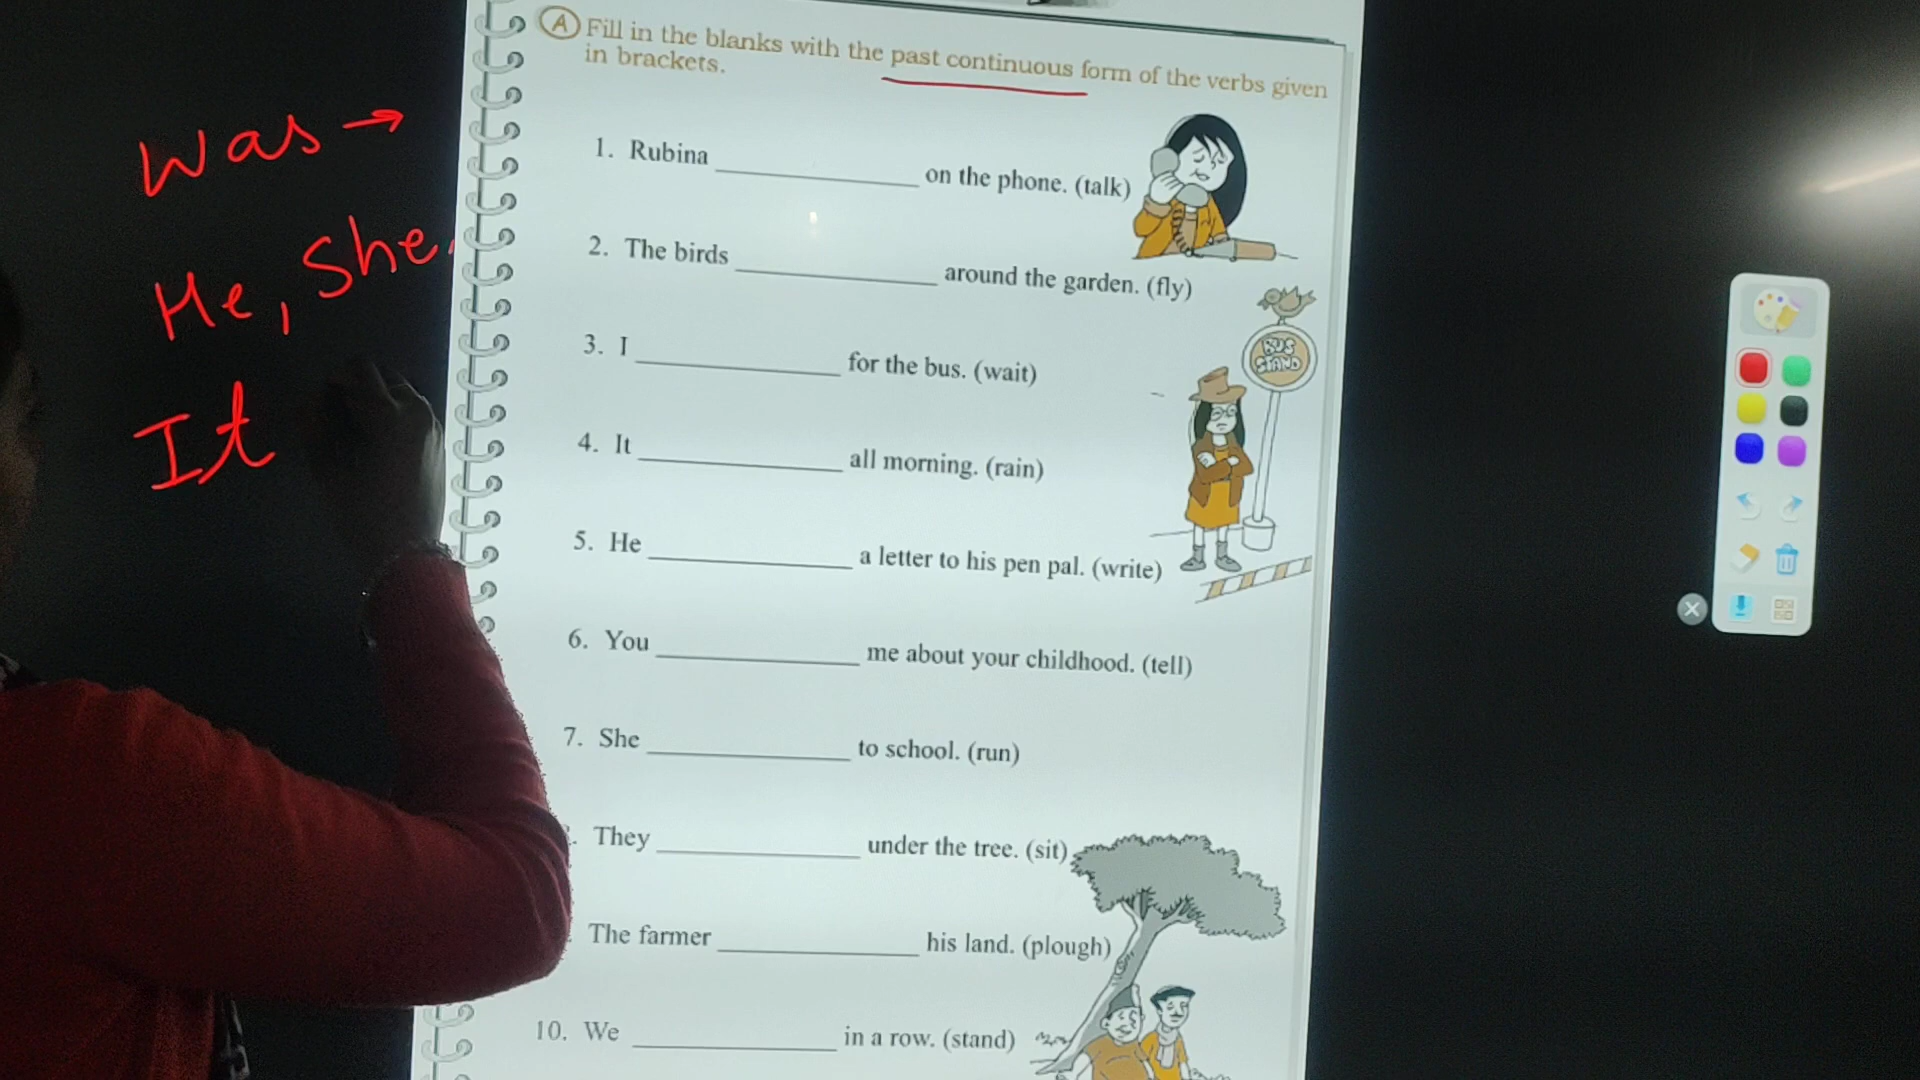 Was →
He, She,
It
A Fill in the blanks with the past continuous form of the verbs given
in brackets.
1. Rubina ____________ on the phone. (talk)
2. The birds ____________ around the garden. (fly)
3. I ____________ for the bus. (wait)
BUS
STAND
4. It ____________ all morning. (rain)
5. He ____________ a letter to his pen pal. (write)
6. You ____________ me about your childhood. (tell)
7. She ____________ to school. (run)
. They ____________ under the tree. (sit)
The farmer ____________ his land. (plough)
10. We ____________ in a row. (stand)